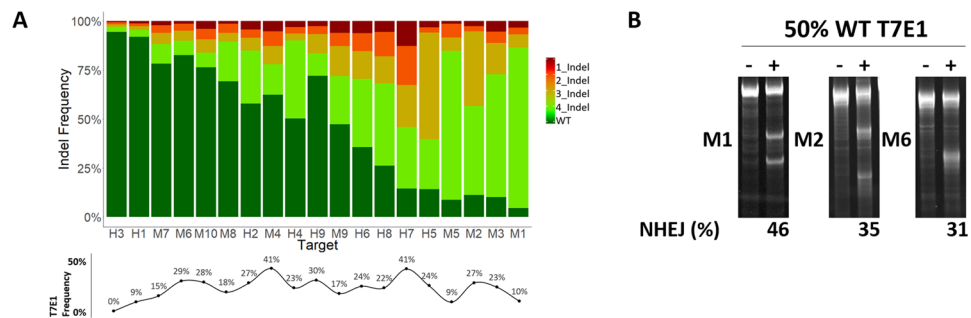 A
100%
75%
50%
25%
0%
Indel Frequency
1_Indel
2_Indel
3_Indel
4_Indel
WT
H3 H1 M7 M6 M10 M8 H2 M4 H4 H9 M9 H6 H8 H7 H5 M5 M2 M3 M1
Target
50%
0%
T7E1 Frequency
0% 9% 15% 29% 28% 18% 27% 41% 23% 30% 17% 24% 22% 41% 24% 9% 27% 23% 10%
B
50% WT T7E1
- + - + - +
M1 M2 M6
NHEJ (%) 46 35 31